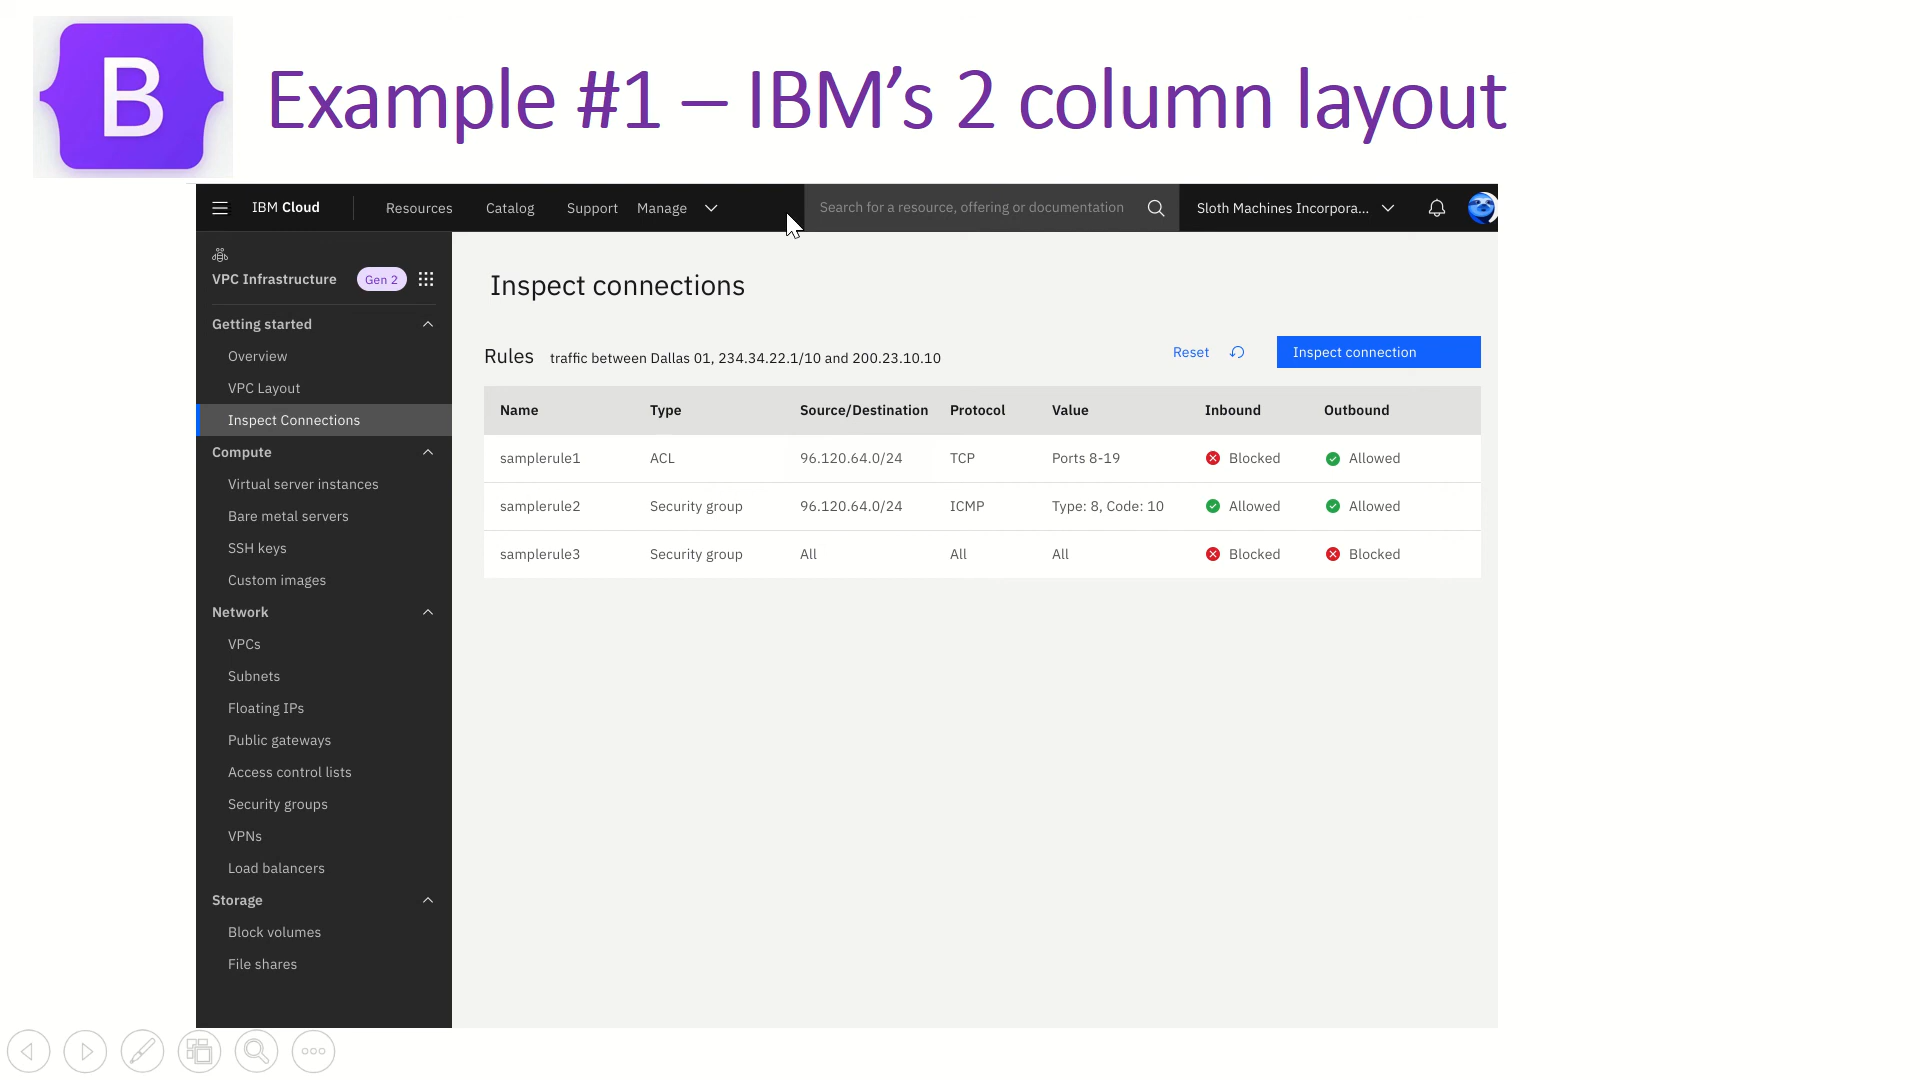 B
Example #1 – IBM’s 2 column layout
IBM Cloud Resources Catalog Support Manage Search for a resource, offering or documentation Sloth Machines Incorpora...
VPC Infrastructure Gen 2
Getting started
Overview
VPC Layout
Inspect Connections
Compute
Virtual server instances
Bare metal servers
SSH keys
Custom images
Network
VPCs
Subnets
Floating IPs
Public gateways
Access control lists
Security groups
VPNs
Load balancers
Storage
Block volumes
File shares
Inspect connections
Rules traffic between Dallas 01, 234.34.22.1/10 and 200.23.10.10 Reset Inspect connection
Name Type Source/Destination Protocol Value Inbound Outbound
samplerule1 ACL 96.120.64.0/24 TCP Ports 8-19 Blocked Allowed
samplerule2 Security group 96.120.64.0/24 ICMP Type: 8, Code: 10 Allowed Allowed
samplerule3 Security group All All All Blocked Blocked